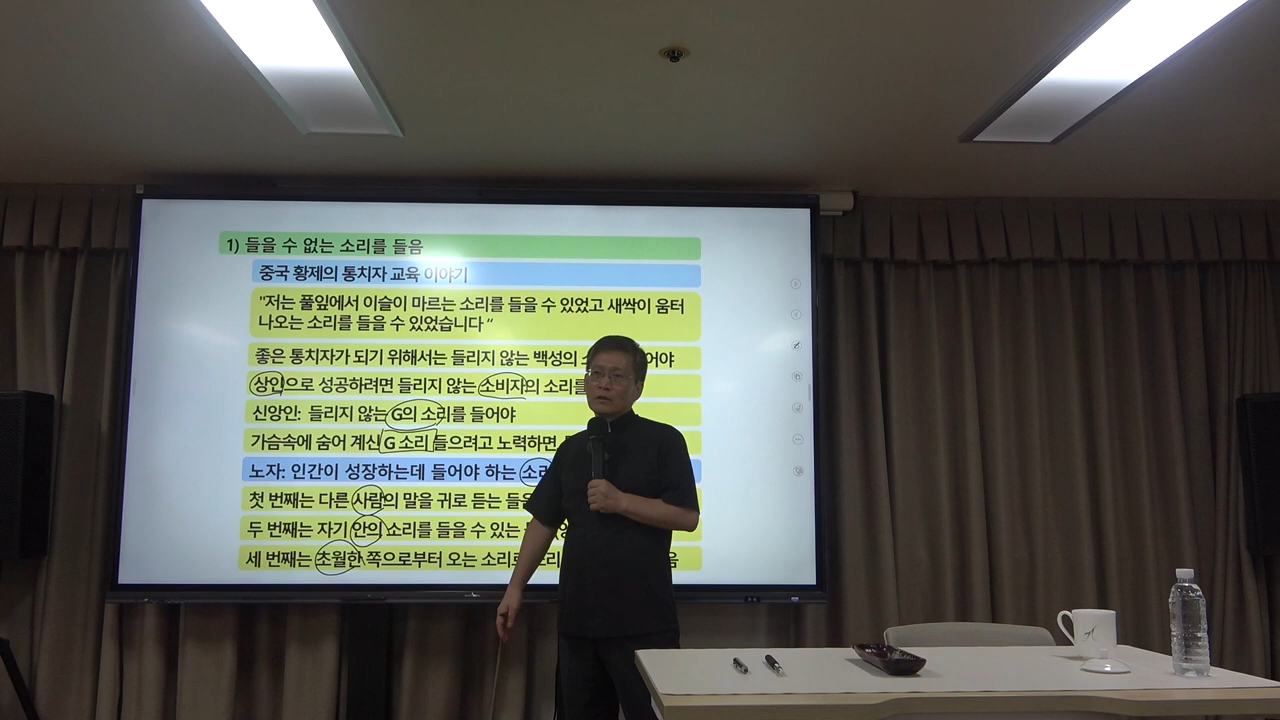 1) 들을 수 없는 소리를 들음
중국 황제의 통치자 교육 이야기
"저는 풀잎에서 이슬이 마르는 소리를 들을 수 있었고 새싹이 움터
나오는 소리를 들을 수 있었습니다 “
좋은 통치자가 되기 위해서는 들리지 않는 백성의
상인으로 성공하려면 들리지 않는 소비자의 소리를
신앙인: 들리지 않는 G의 소리를 들어야
가슴속에 숨어 계신 G 소리 들으려고 노력하면
노자: 인간이 성장하는데 들어야 하는
첫 번째는 다른 사람의 말을 귀로 듣는
두 번째는 자기 안의 소리를 들을 수 있는
세 번째는 초월한 쪽으로부터 오는